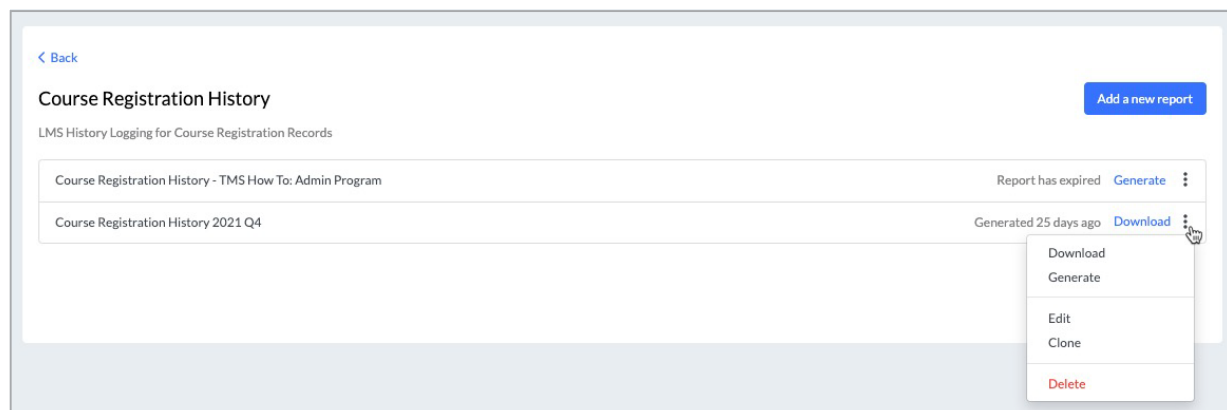 Back
Course Registration History
Add a new report
LMS History Logging for Course Registration Records
Course Registration History - TMS How To: Admin Program Report has expired Generate
Course Registration History 2021 Q4 Generated 25 days ago Download
Download
Generate
Edit
Clone
Delete